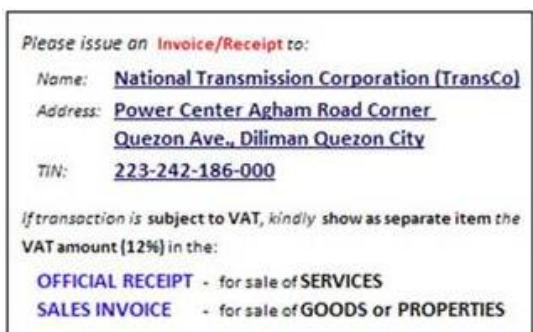 Please issue an Invoice/Receipt to:
Name: National Transmission Corporation (TransCo)
Address: Power Center Agham Road Corner
Quezon Ave., Diliman Quezon City
TIN: 223-242-186-000
If transaction is subject to VAT, kindly show as separate item the
VAT amount (12%) in the:
OFFICIAL RECEIPT - for sale of SERVICES
SALES INVOICE - for sale of GOODS or PROPERTIES